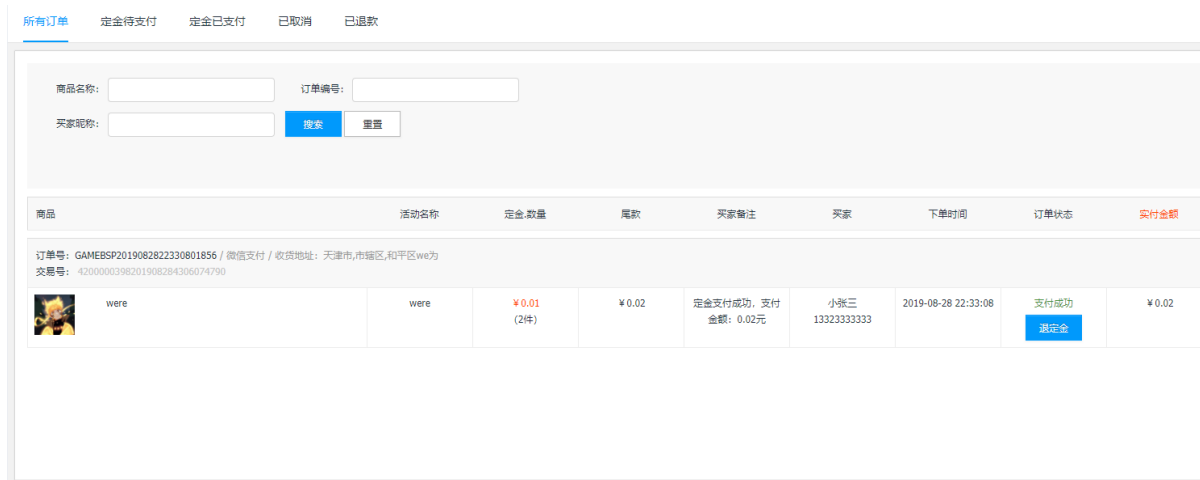 所有订单 定金待支付 定金已支付 已取消 已退款
商品名称: 订单编号:
买家昵称: 搜索 重置
商品 活动名称 定金.数量 尾款 买家备注 买家 下单时间 订单状态 实付金额
订单号: GAMEBSP2019082822330801856 / 微信支付 / 收货地址: 天津市,市辖区,和平区we为
交易号: 4200000398201908284306074790
were were ¥0.01 ¥0.02 定金支付成功，支付 小张三 2019-08-28 22:33:08 支付成功 ¥0.02
(2件) 金额: 0.02元 13323333333 退定金